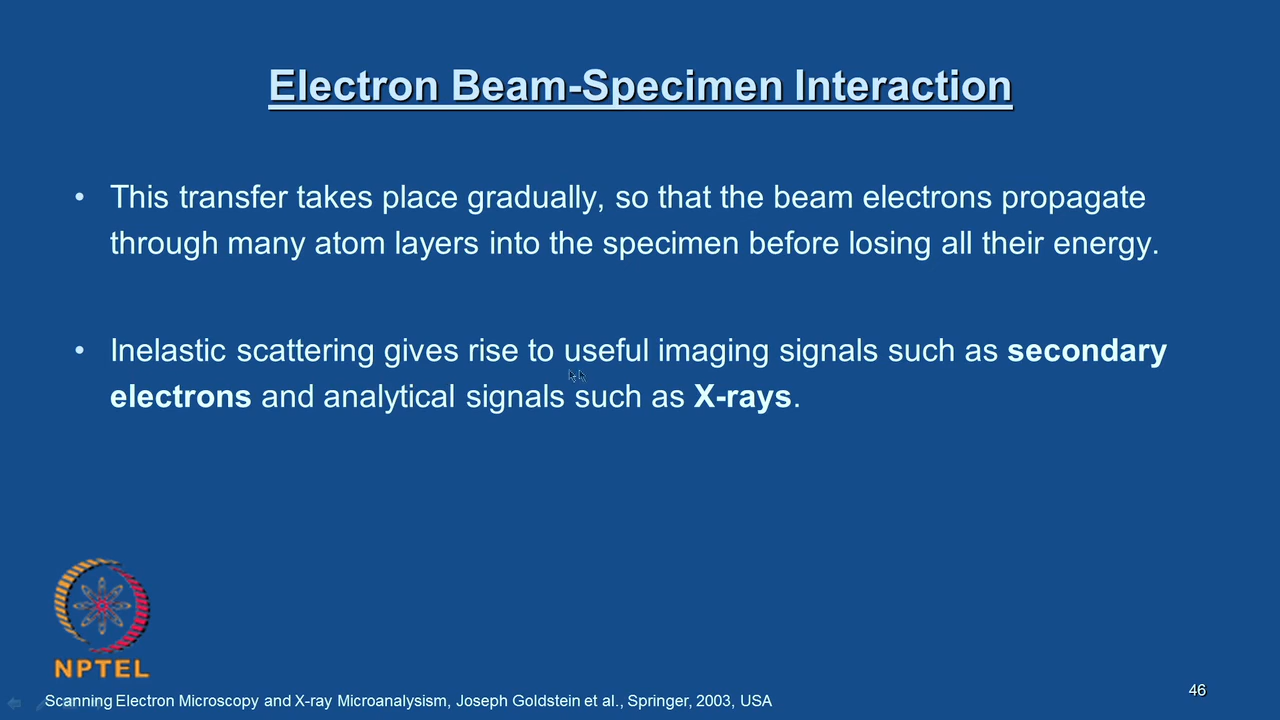 Electron Beam-Specimen Interaction
• This transfer takes place gradually, so that the beam electrons propagate
through many atom layers into the specimen before losing all their energy.
• Inelastic scattering gives rise to useful imaging signals such as secondary
electrons and analytical signals such as X-rays.
NPTEL
Scanning Electron Microscopy and X-ray Microanalysism, Joseph Goldstein et al., Springer, 2003, USA
46